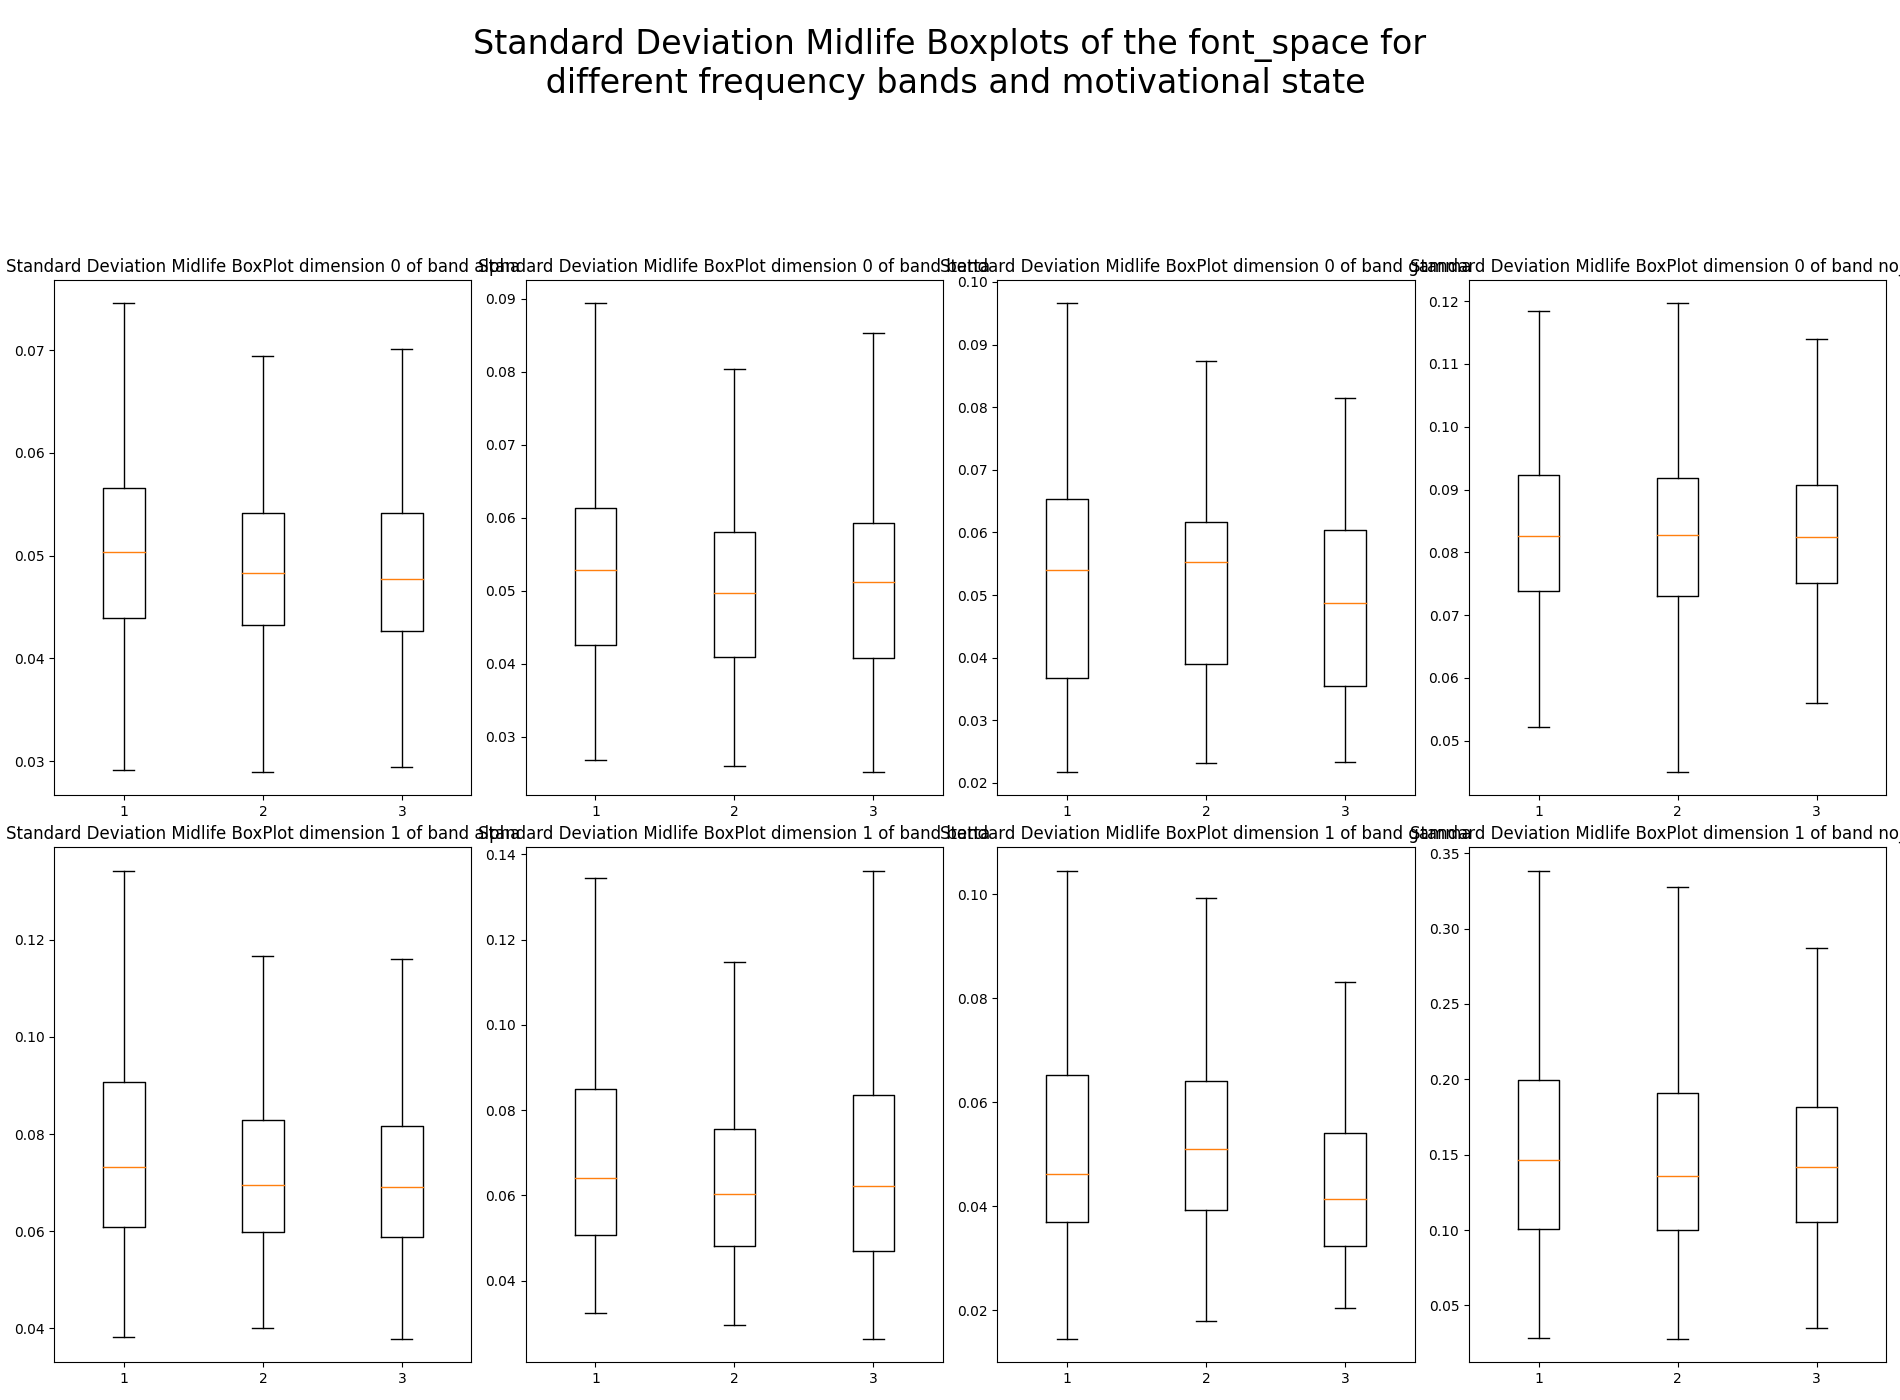 Standard Deviation Midlife Boxplots of the font_space for
different frequency bands and motivational state
Standard Deviation Midlife BoxPlot dimension 0 of band alpha
0.07
0.06
0.05
0.04
0.03
1 2 3
Standard Deviation Midlife BoxPlot dimension 0 of band betta
0.09
0.08
0.07
0.06
0.05
0.04
0.03
1 2 3
Standard Deviation Midlife BoxPlot dimension 0 of band gamma
0.10
0.09
0.08
0.07
0.06
0.05
0.04
0.03
0.02
1 2 3
Standard Deviation Midlife BoxPlot dimension 0 of band no_
0.12
0.11
0.10
0.09
0.08
0.07
0.06
0.05
1 2 3
Standard Deviation Midlife BoxPlot dimension 1 of band alpha
0.12
0.10
0.08
0.06
0.04
1 2 3
Standard Deviation Midlife BoxPlot dimension 1 of band betta
0.14
0.12
0.10
0.08
0.06
0.04
1 2 3
Standard Deviation Midlife BoxPlot dimension 1 of band gamma
0.10
0.08
0.06
0.04
0.02
1 2 3
Standard Deviation Midlife BoxPlot dimension 1 of band no_
0.35
0.30
0.25
0.20
0.15
0.10
0.05
1 2 3